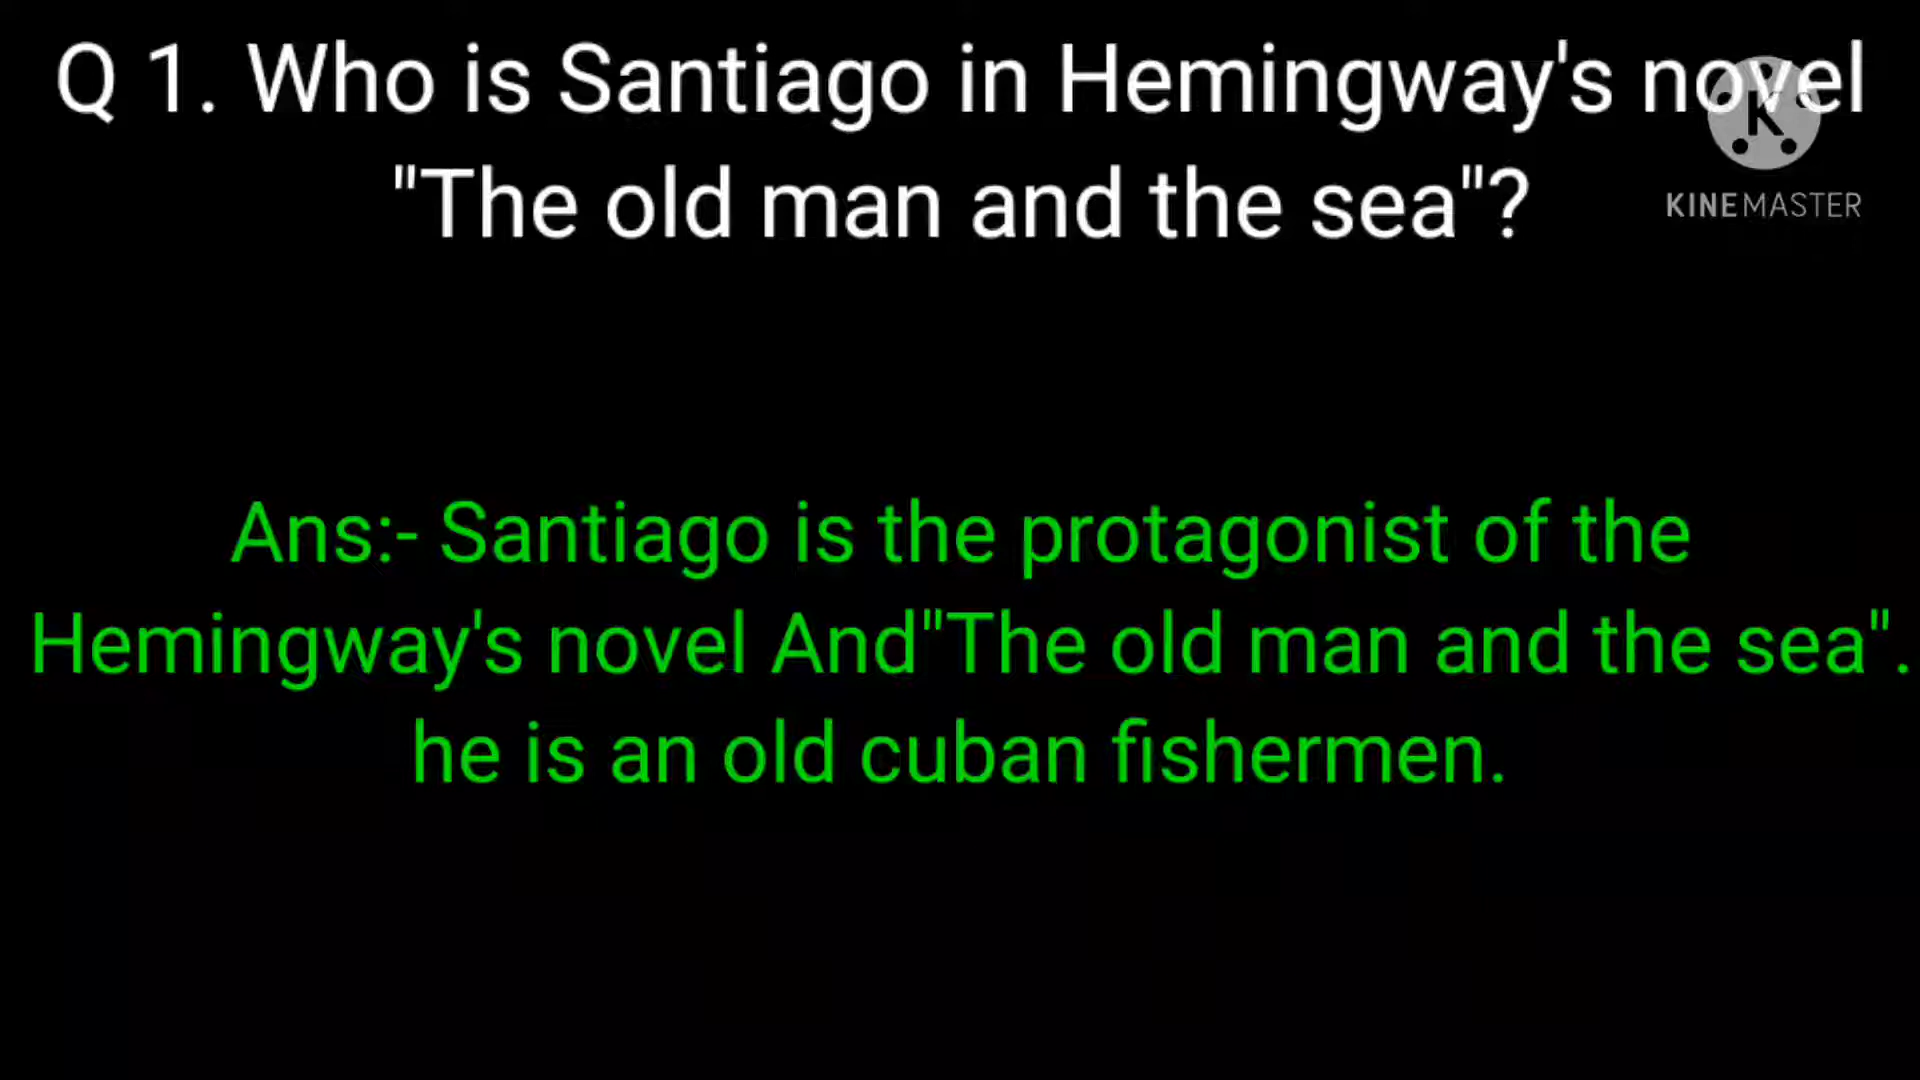 Q 1. Who is Santiago in Hemingway's novel
"The old man and the sea"?
KINEMASTER
Ans:- Santiago is the protagonist of the
Hemingway's novel And"The old man and the sea".
he is an old cuban fishermen.